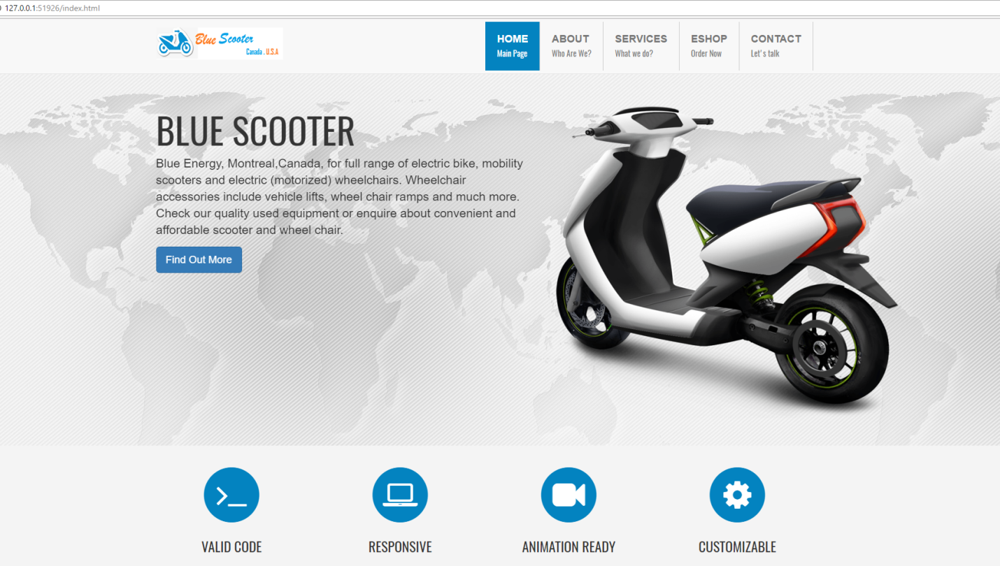 127.0.0.1:51926/index.html
Blue Scooter
Canada . U.S.A
HOME
Main Page
ABOUT
Who Are We?
SERVICES
What we do?
ESHOP
Order Now
CONTACT
Let's talk
BLUE SCOOTER
Blue Energy, Montreal,Canada, for full range of electric bike, mobility
scooters and electric (motorized) wheelchairs. Wheelchair
accessories include vehicle lifts, wheel chair ramps and much more.
Check our quality used equipment or enquire about convenient and
affordable scooter and wheel chair.
Find Out More
VALID CODE
RESPONSIVE
ANIMATION READY
CUSTOMIZABLE